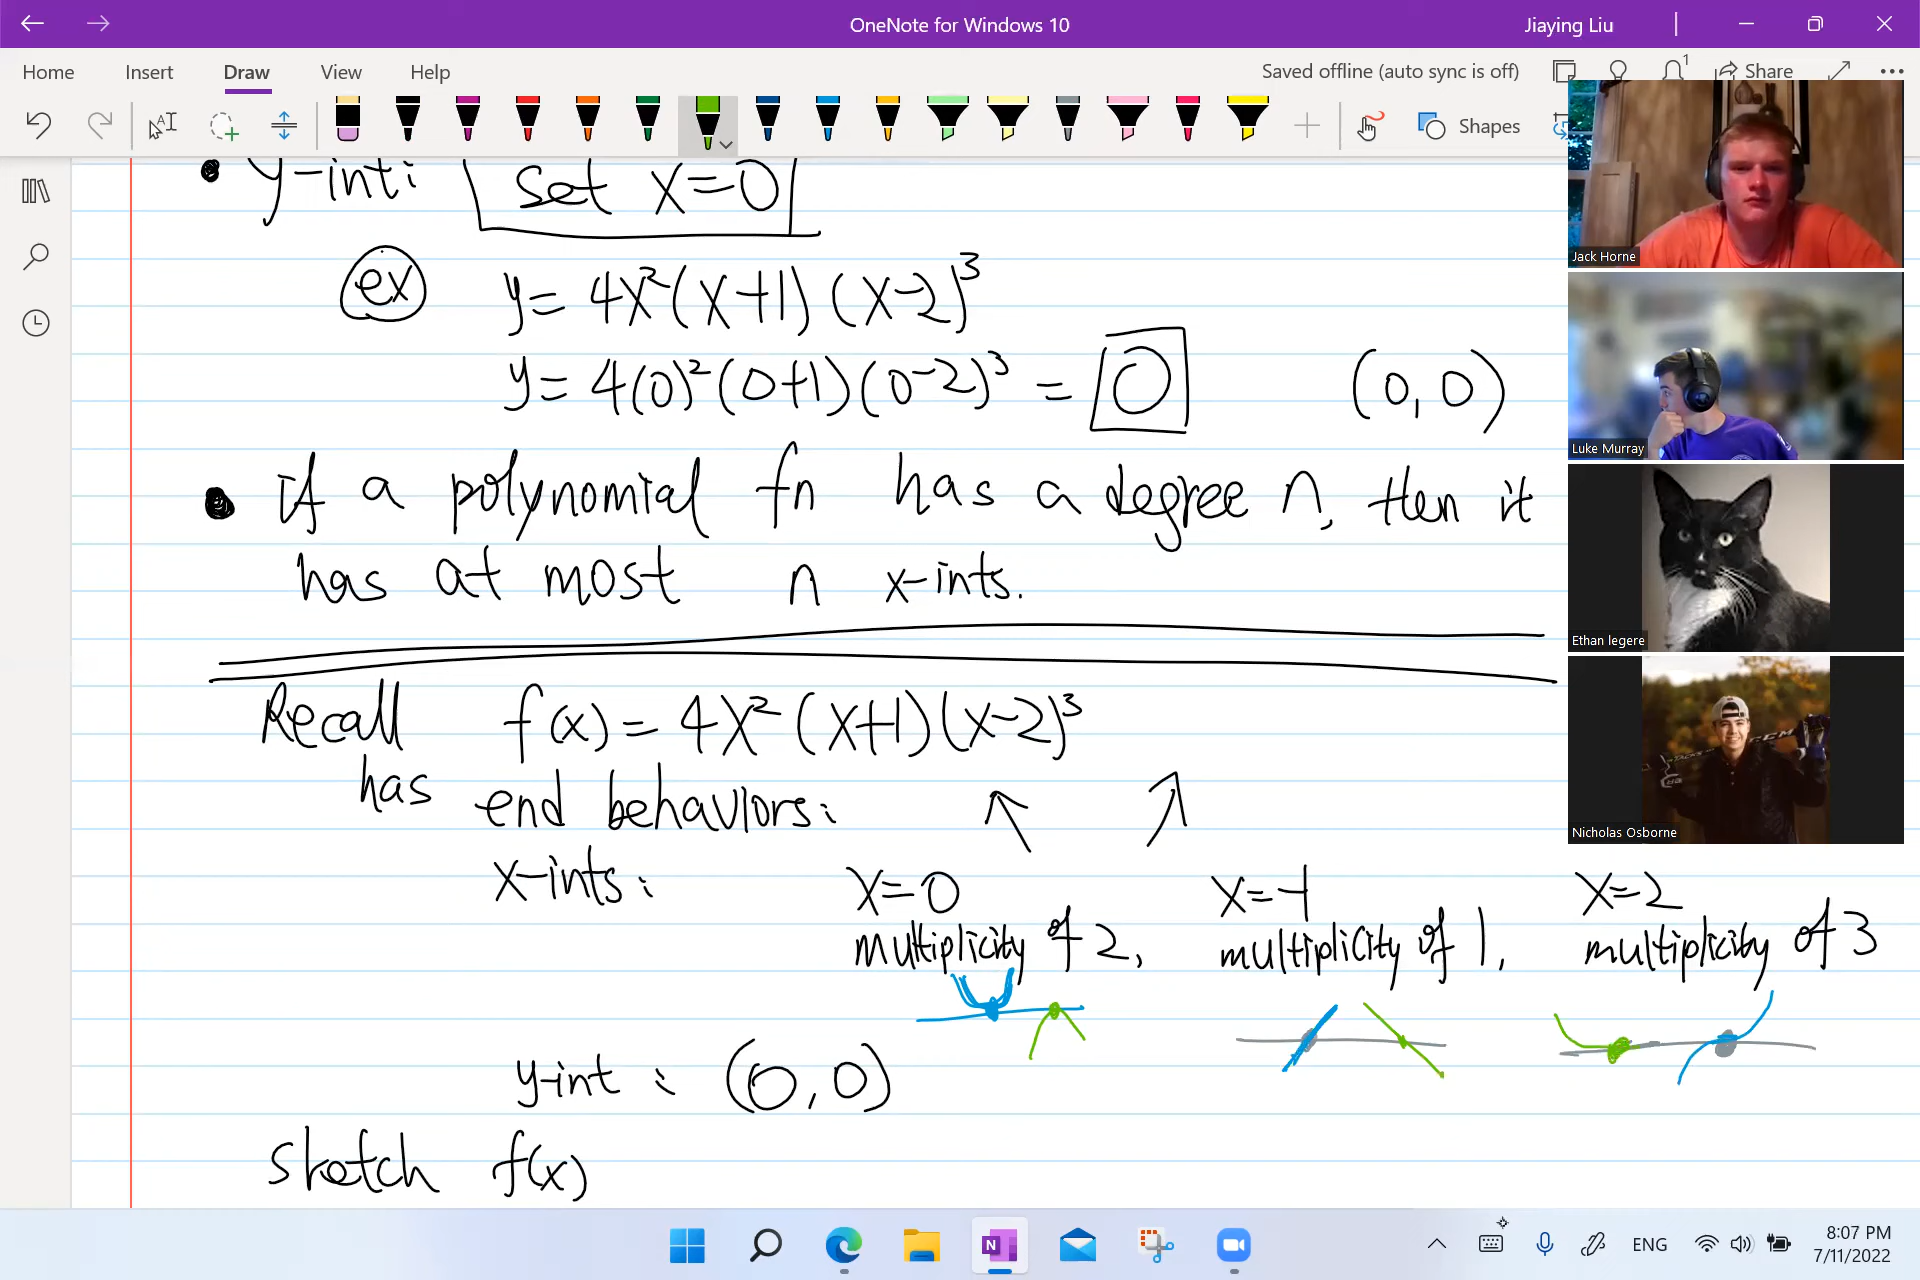 OneNote for Windows 10
Jiaying Liu
Home Insert Draw View Help
Saved offline (auto sync is off)
1
Share
Shapes
y-int: set x=0
ex y= 4x²(x+1)(x-2)³
y= 4(0)²(0+1)(0-2)³ = 0 (0,0)
if a polynomial fn has a degree n, then it
has at most n x-ints.
Recall f(x) = 4x²(x+1)(x-2)³
has end behaviors:
x-ints: x=0 x=-1 x=2
multiplicity of 2, multiplicity of 1, multiplicity of 3
y-int: (0,0)
sketch f(x)
Jack Horne
Luke Murray
Ethan legere
CCM
Nicholas Osborne
N
ENG
8:07 PM
7/11/2022